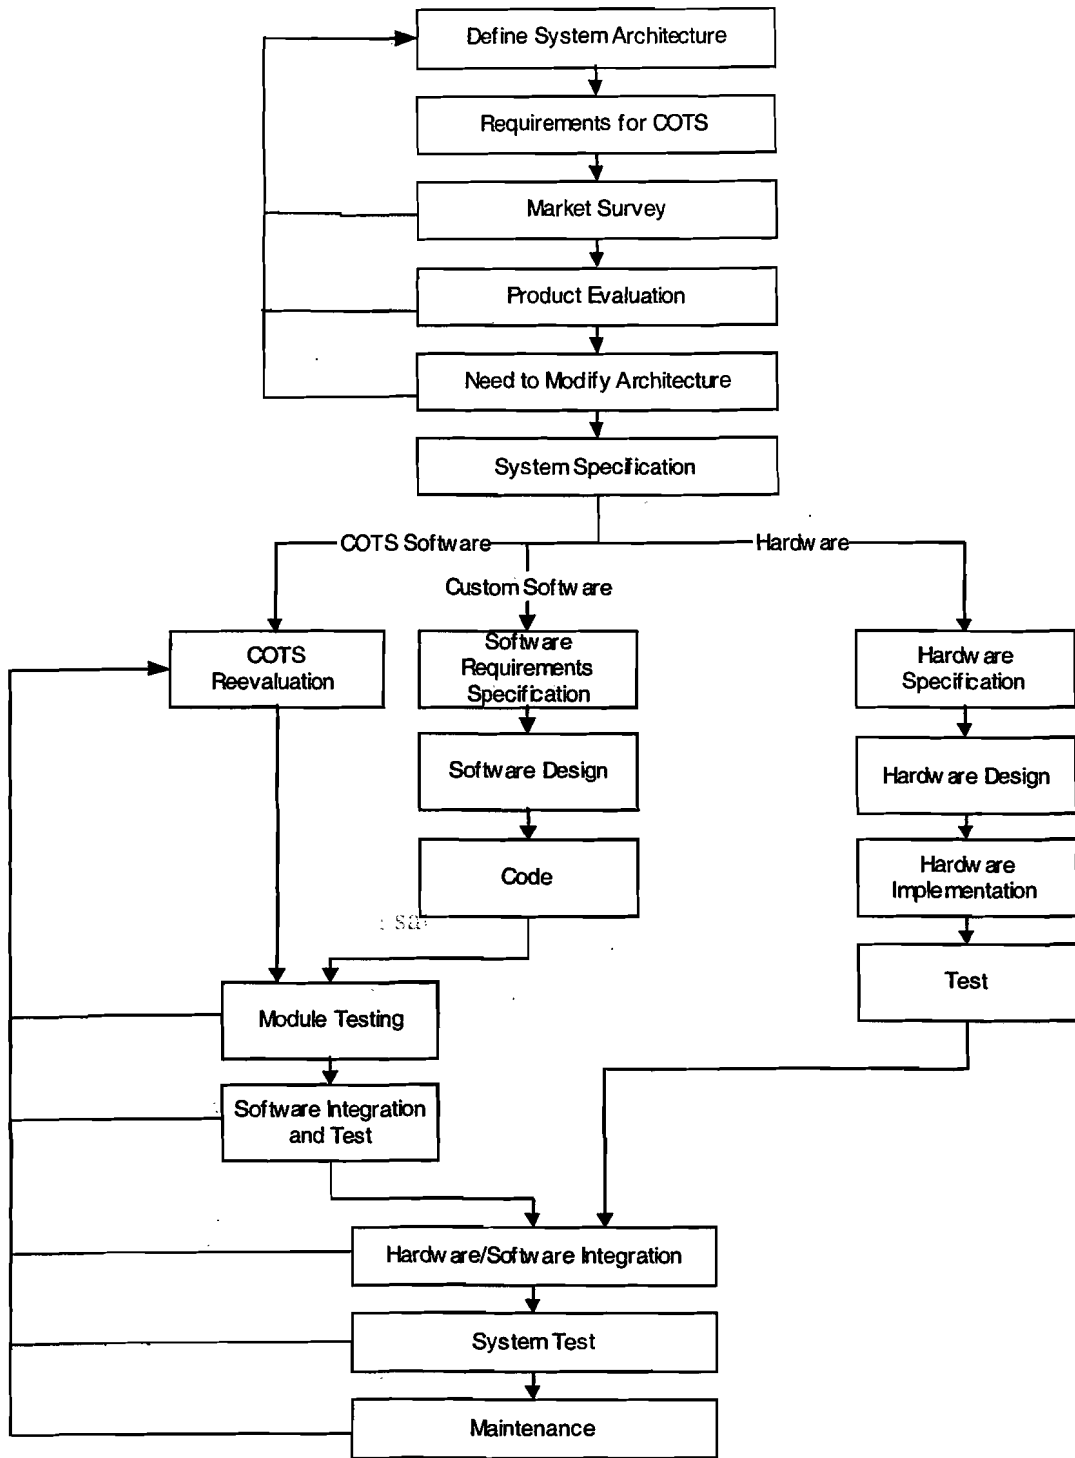 Define System Architecture
Requirements for COTS
Market Survey
Product Evaluation
Need to Modify Architecture
System Specification
COTS Software
Hardware
Custom Software
COTS
Reevaluation
Software
Requirements
Specification
Hardware
Specification
Software Design
Hardware Design
Code
Hardware
Implementation
Test
Module Testing
Software Integration
and Test
Hardware/Software Integration
System Test
Maintenance